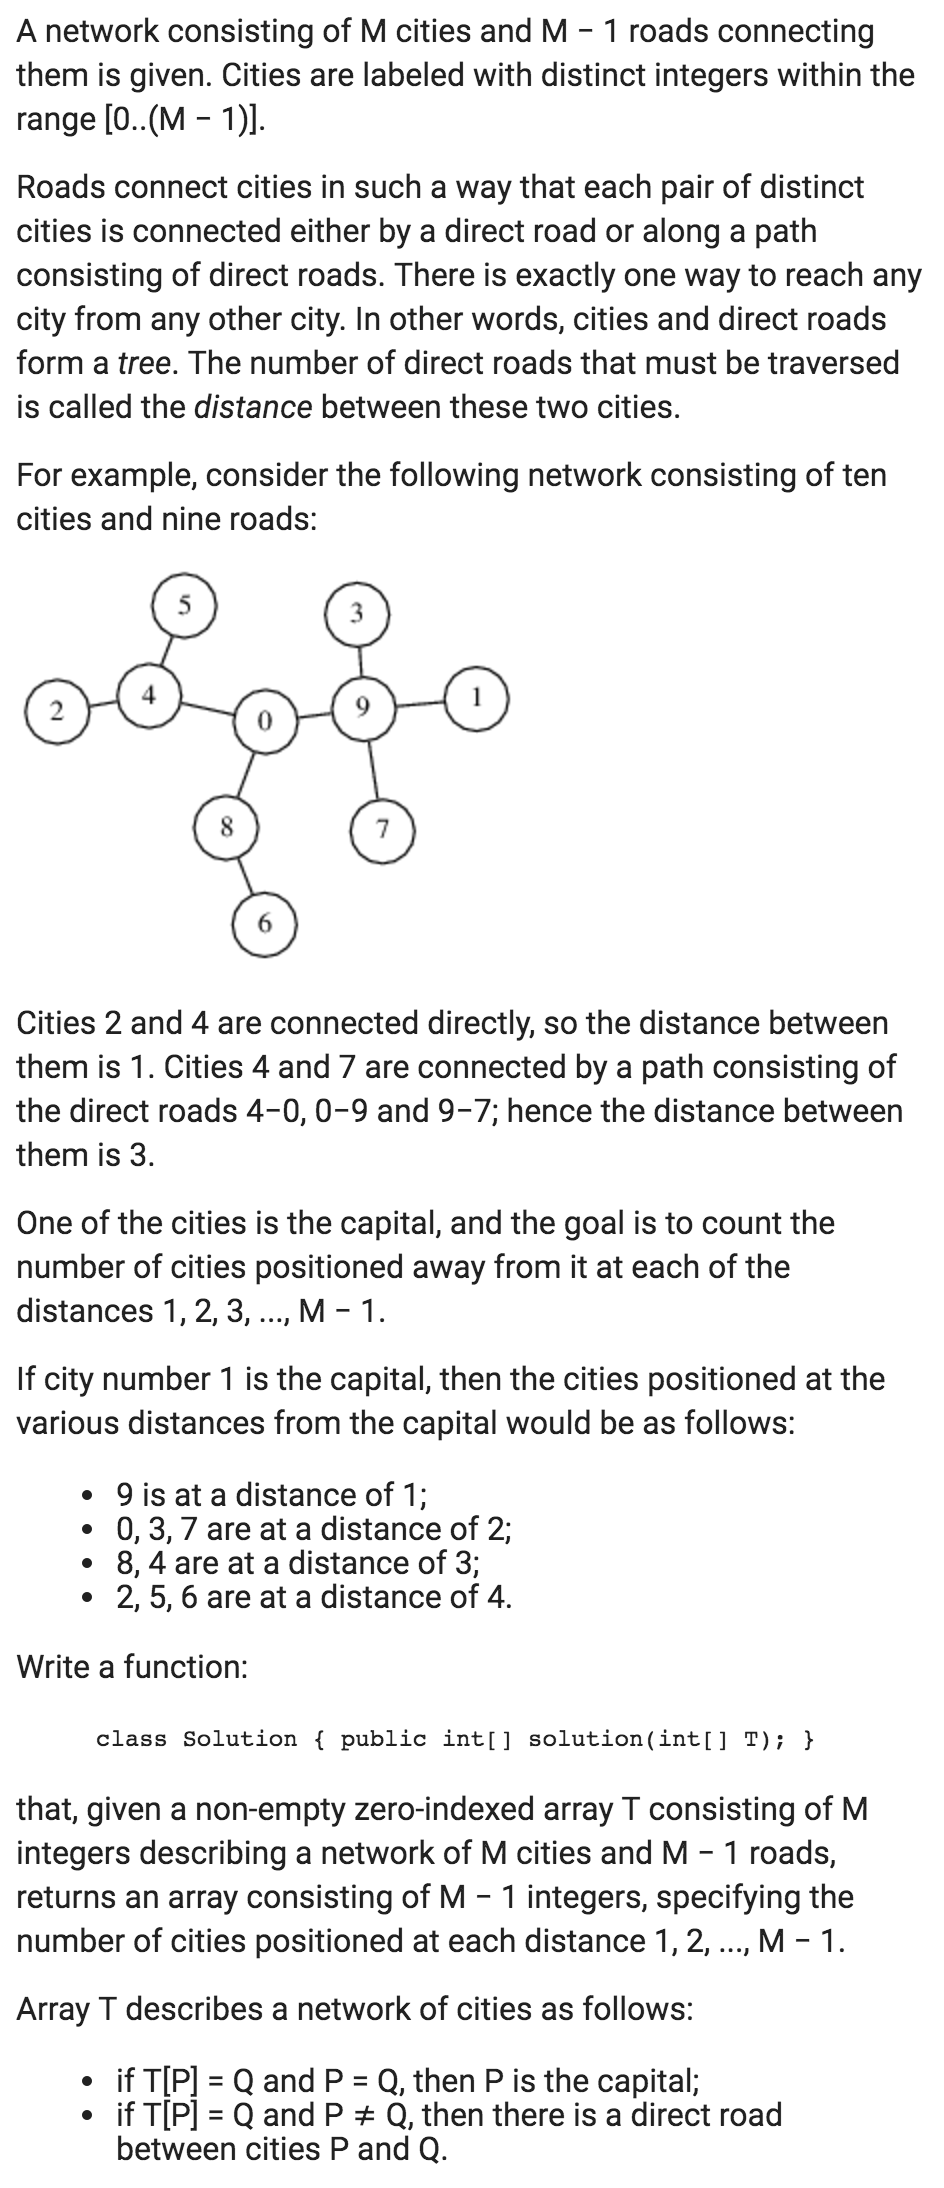 A network consisting of M cities and M − 1 roads connecting
them is given. Cities are labeled with distinct integers within the
range [0..(M − 1)].
Roads connect cities in such a way that each pair of distinct
cities is connected either by a direct road or along a path
consisting of direct roads. There is exactly one way to reach any
city from any other city. In other words, cities and direct roads
form a tree. The number of direct roads that must be traversed
is called the distance between these two cities.
For example, consider the following network consisting of ten
cities and nine roads:
5
3
2
4
0
9
1
8
7
6
Cities 2 and 4 are connected directly, so the distance between
them is 1. Cities 4 and 7 are connected by a path consisting of
the direct roads 4−0, 0−9 and 9−7; hence the distance between
them is 3.
One of the cities is the capital, and the goal is to count the
number of cities positioned away from it at each of the
distances 1, 2, 3, ..., M − 1.
If city number 1 is the capital, then the cities positioned at the
various distances from the capital would be as follows:
• 9 is at a distance of 1;
• 0, 3, 7 are at a distance of 2;
• 8, 4 are at a distance of 3;
• 2, 5, 6 are at a distance of 4.
Write a function:
class Solution { public int[] solution(int[] T); }
that, given a non-empty zero-indexed array T consisting of M
integers describing a network of M cities and M − 1 roads,
returns an array consisting of M − 1 integers, specifying the
number of cities positioned at each distance 1, 2, ..., M − 1.
Array T describes a network of cities as follows:
• if T[P] = Q and P = Q, then P is the capital;
• if T[P] = Q and P ≠ Q, then there is a direct road
between cities P and Q.